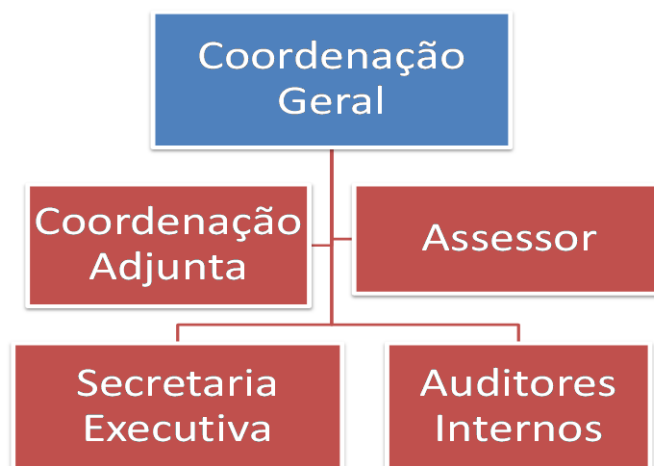 Coordenação
Geral
Coordenação
Adjunta
Assessor
Secretaria
Executiva
Auditores
Internos